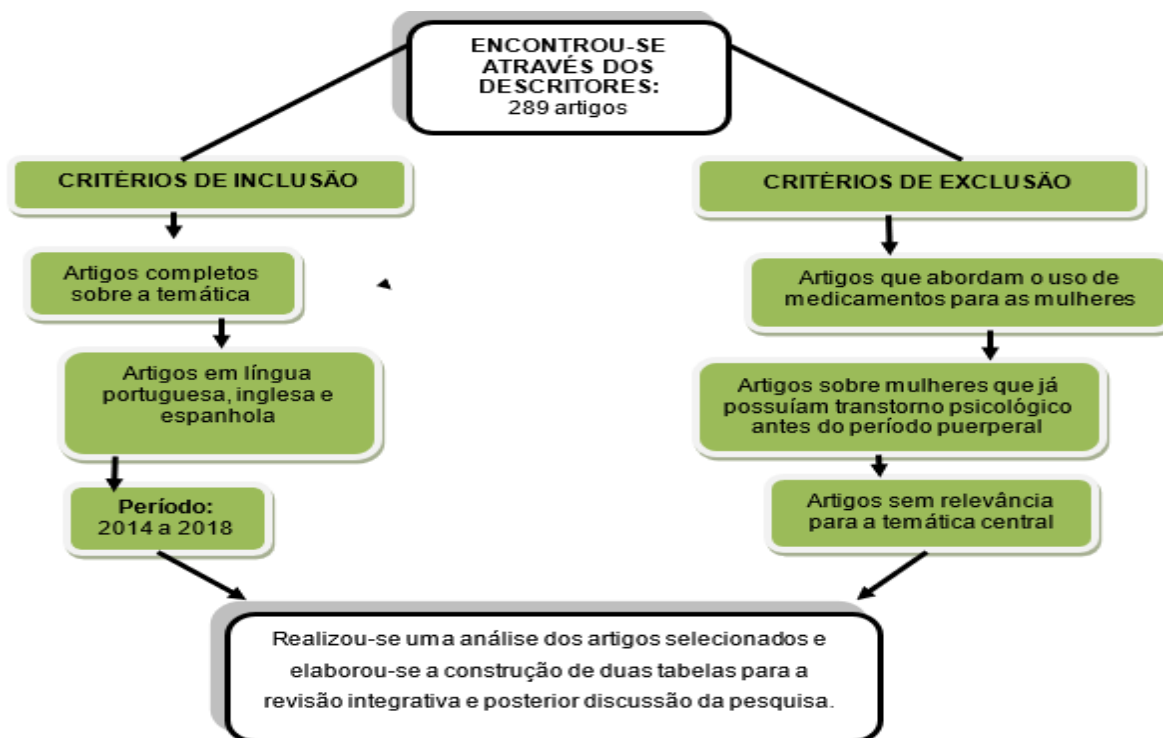 ENCONTROU-SE
ATRAVÉS DOS
DESCRITORES:
289 artigos
CRITÉRIOS DE INCLUSÃO
Artigos completos
sobre a temática
Artigos em língua
portuguesa, inglesa e
espanhola
Período:
2014 a 2018
CRITÉRIOS DE EXCLUSÃO
Artigos que abordam o uso de
medicamentos para as mulheres
Artigos sobre mulheres que já
possuíam transtorno psicológico
antes do período puerperal
Artigos sem relevância
para a temática central
Realizou-se uma análise dos artigos selecionados e
elaborou-se a construção de duas tabelas para a
revisão integrativa e posterior discussão da pesquisa.